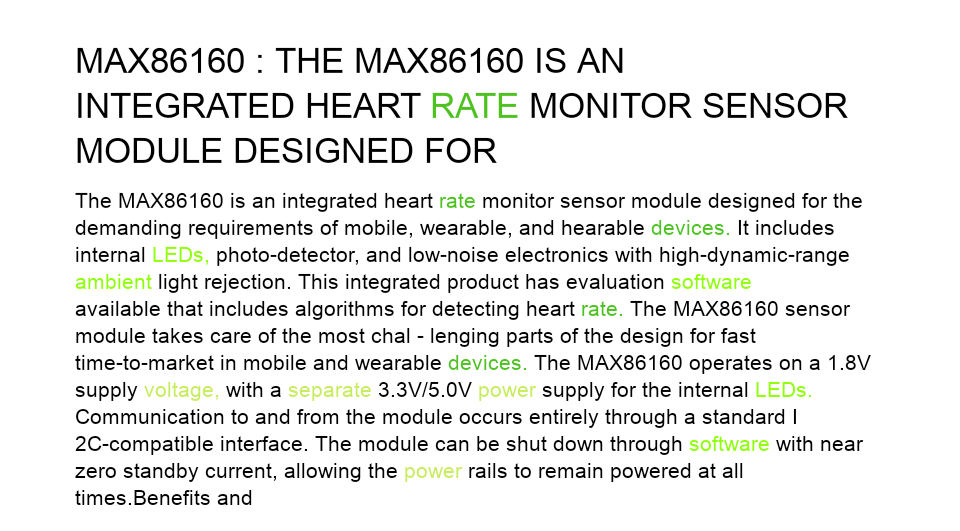 MAX86160 : THE MAX86160 IS AN
INTEGRATED HEART RATE MONITOR SENSOR
MODULE DESIGNED FOR
The MAX86160 is an integrated heart rate monitor sensor module designed for the
demanding requirements of mobile, wearable, and hearable devices. It includes
internal LEDs, photo-detector, and low-noise electronics with high-dynamic-range
ambient light rejection. This integrated product has evaluation software
available that includes algorithms for detecting heart rate. The MAX86160 sensor
module takes care of the most chal - lenging parts of the design for fast
time-to-market in mobile and wearable devices. The MAX86160 operates on a 1.8V
supply voltage, with a separate 3.3V/5.0V power supply for the internal LEDs.
Communication to and from the module occurs entirely through a standard I
2C-compatible interface. The module can be shut down through software with near
zero standby current, allowing the power rails to remain powered at all
times.Benefits and